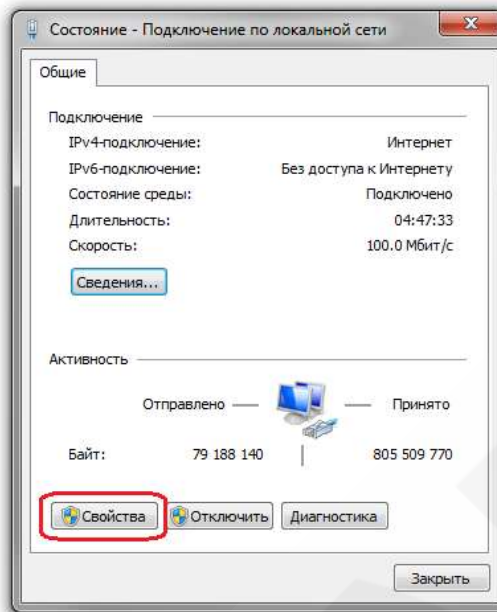 Состояние - Подключение по локальной сети
Общие
Подключение
IPv4-подключение: Интернет
IPv6-подключение: Без доступа к Интернету
Состояние среды: Подключено
Длительность: 04:47:33
Скорость: 100.0 Мбит/с
Сведения...
Активность
Отправлено — — Принято
Байт: 79 188 140 | 805 509 770
Свойства Отключить Диагностика
Закрыть